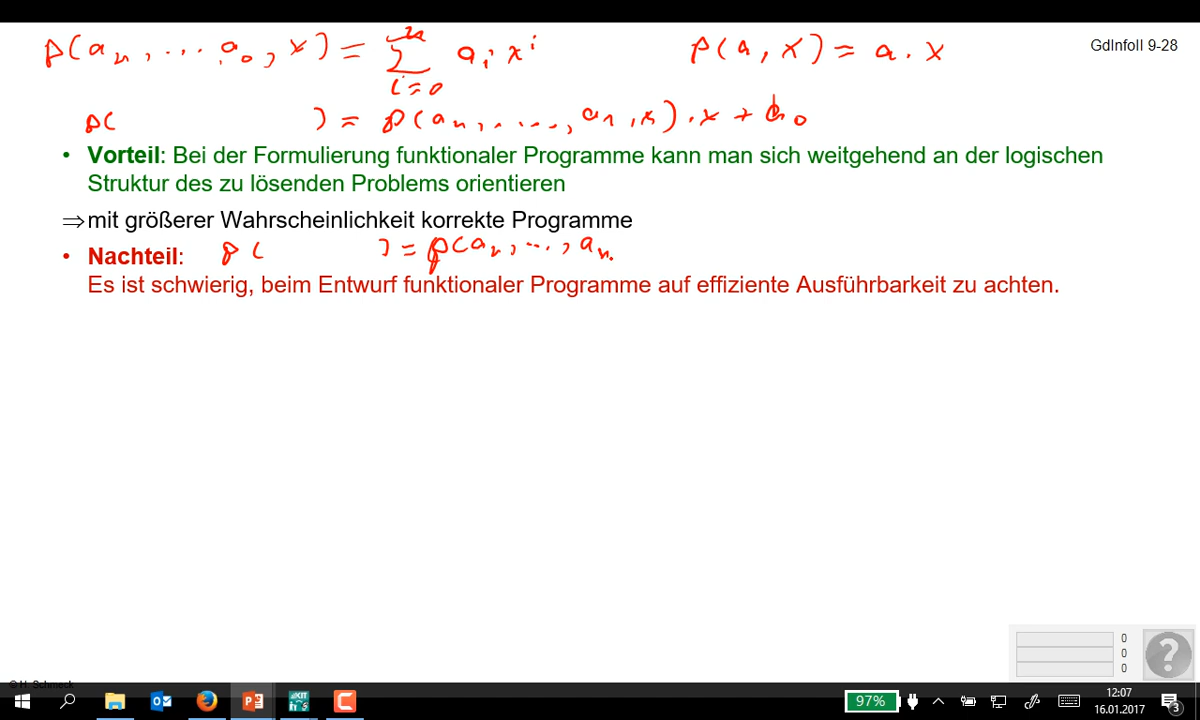 p(aₙ, ... a₀, x) = ∑ᵢ₌₀ⁿ aᵢ xⁱ p(a, x) = a · x
GdInfoII 9-28
p( ) = p(aₙ, ..., a₁, x) · x + a₀
• Vorteil: Bei der Formulierung funktionaler Programme kann man sich weitgehend an der logischen
Struktur des zu lösenden Problems orientieren
⇒ mit größerer Wahrscheinlichkeit korrekte Programme
• Nachteil: p( ) = p(aₙ, ..., aₙ
Es ist schwierig, beim Entwurf funktionaler Programme auf effiziente Ausführbarkeit zu achten.
0
0
0
?
© H. Schmeck
97%
12:07
16.01.2017
3